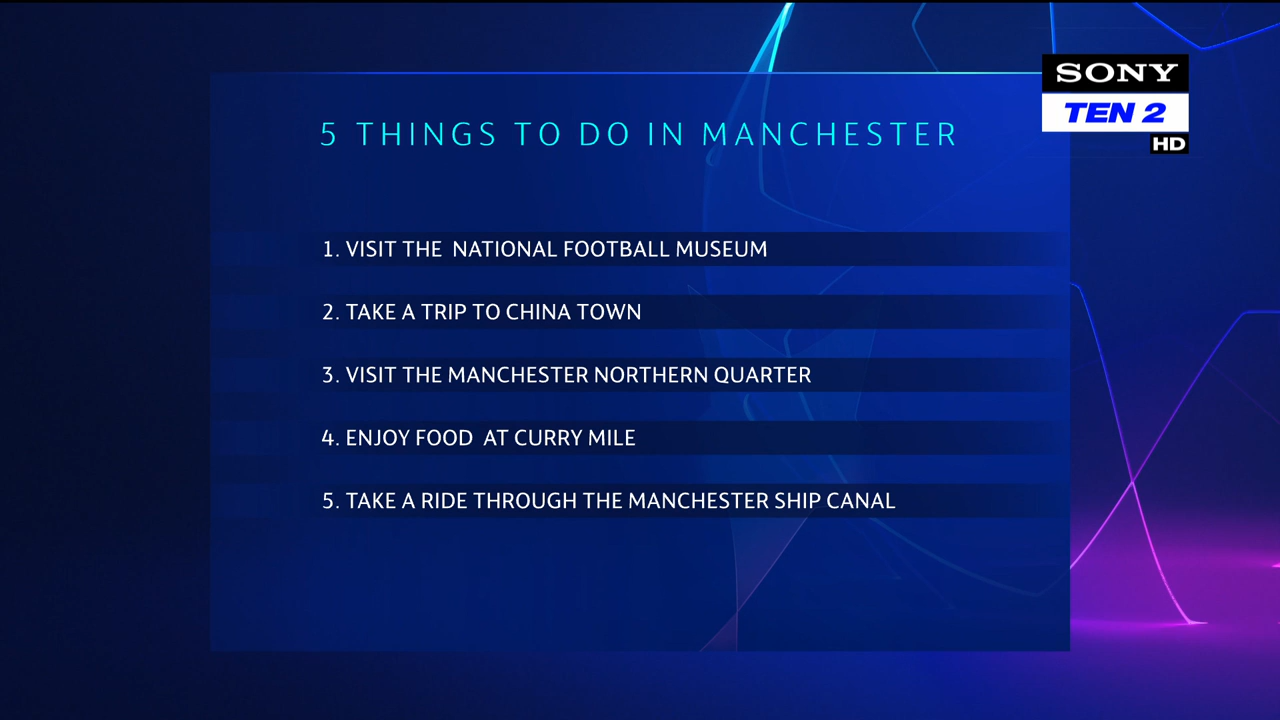 SONY
TEN 2
HD
5 THINGS TO DO IN MANCHESTER
1. VISIT THE  NATIONAL FOOTBALL MUSEUM
2. TAKE A TRIP TO CHINA TOWN
3. VISIT THE MANCHESTER NORTHERN QUARTER
4. ENJOY FOOD  AT CURRY MILE
5. TAKE A RIDE THROUGH THE MANCHESTER SHIP CANAL